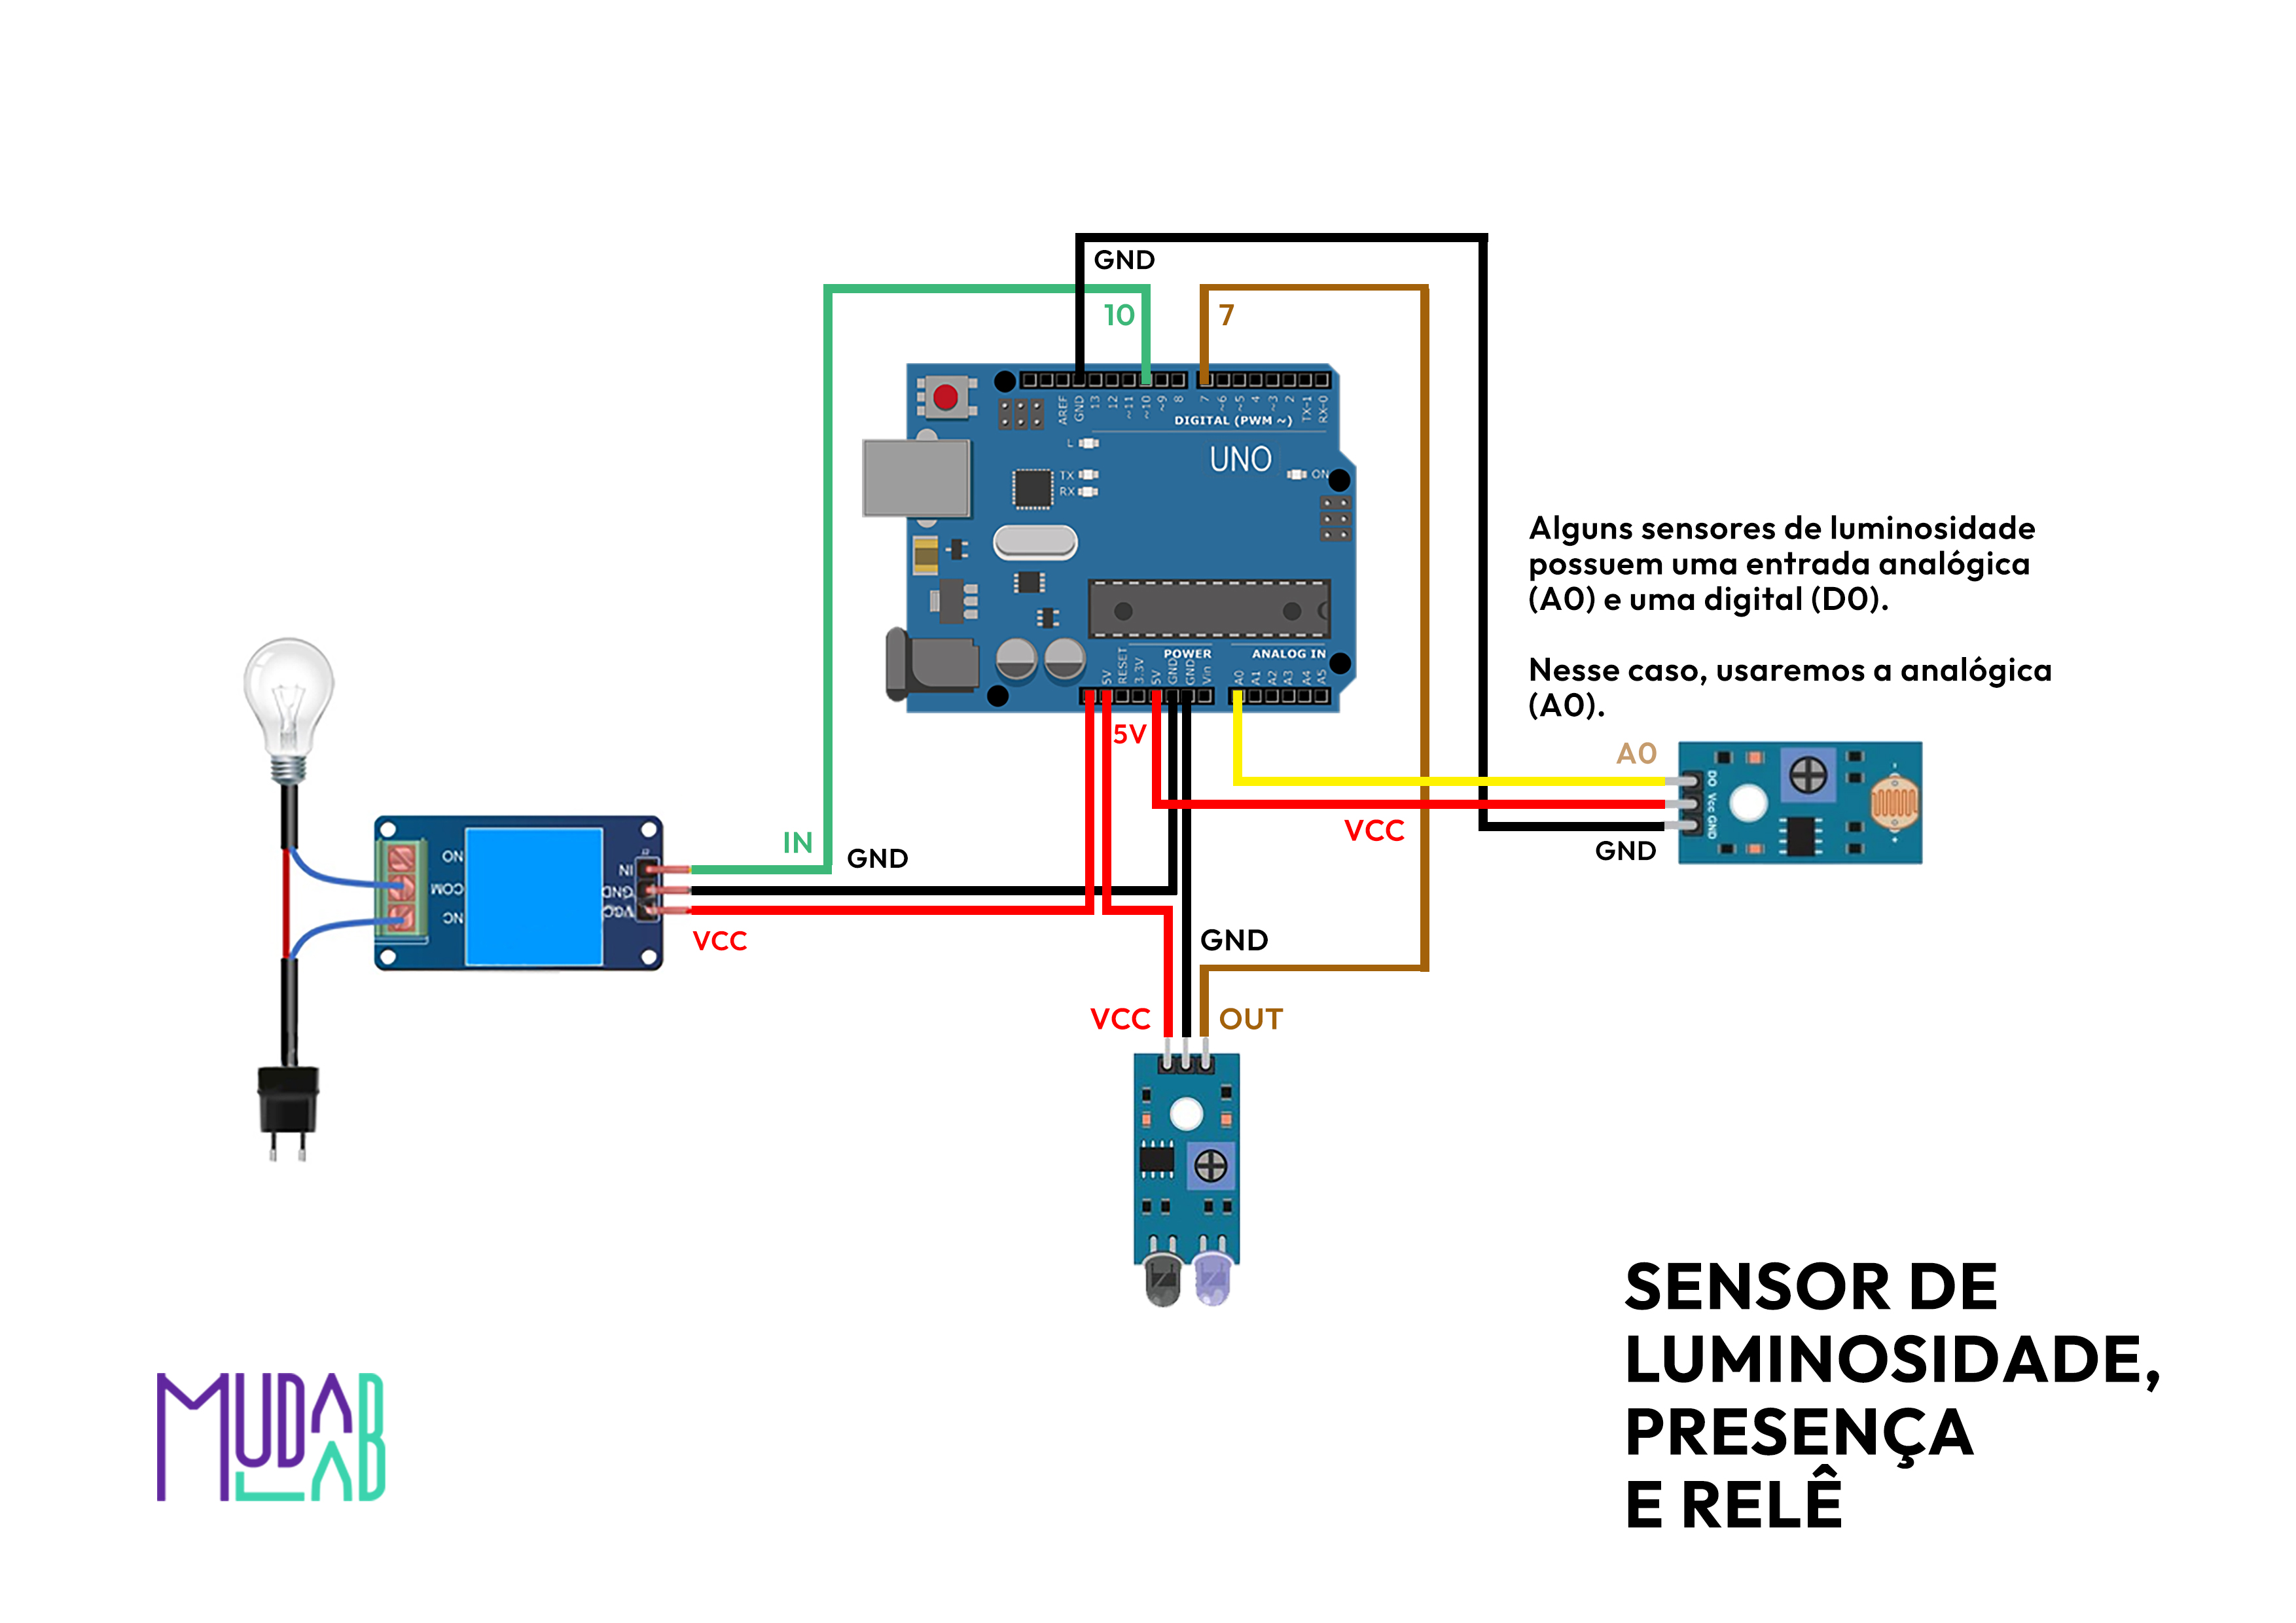 GND
10
7
AREF
GND
13
12
~11
~10
~9
8
7
~6
~5
4
~3
2
TX-1
RX-0
DIGITAL (PWM ~)
L
UNO
TX
RX
ON
Alguns sensores de luminosidade
possuem uma entrada analógica
(A0) e uma digital (D0).
Nesse caso, usaremos a analógica
(A0).
POWER
ANALOG IN
5V
RESET
3.3V
5V
GND
GND
Vin
A0
A1
A2
A3
A4
A5
5V
A0
DO
Vcc
GND
VCC
GND
IN
GND
NO
COM
NC
IN
GND
VCC
VCC
GND
VCC
OUT
SENSOR DE
LUMINOSIDADE,
PRESENÇA
E RELÊ
MUDA
LAB